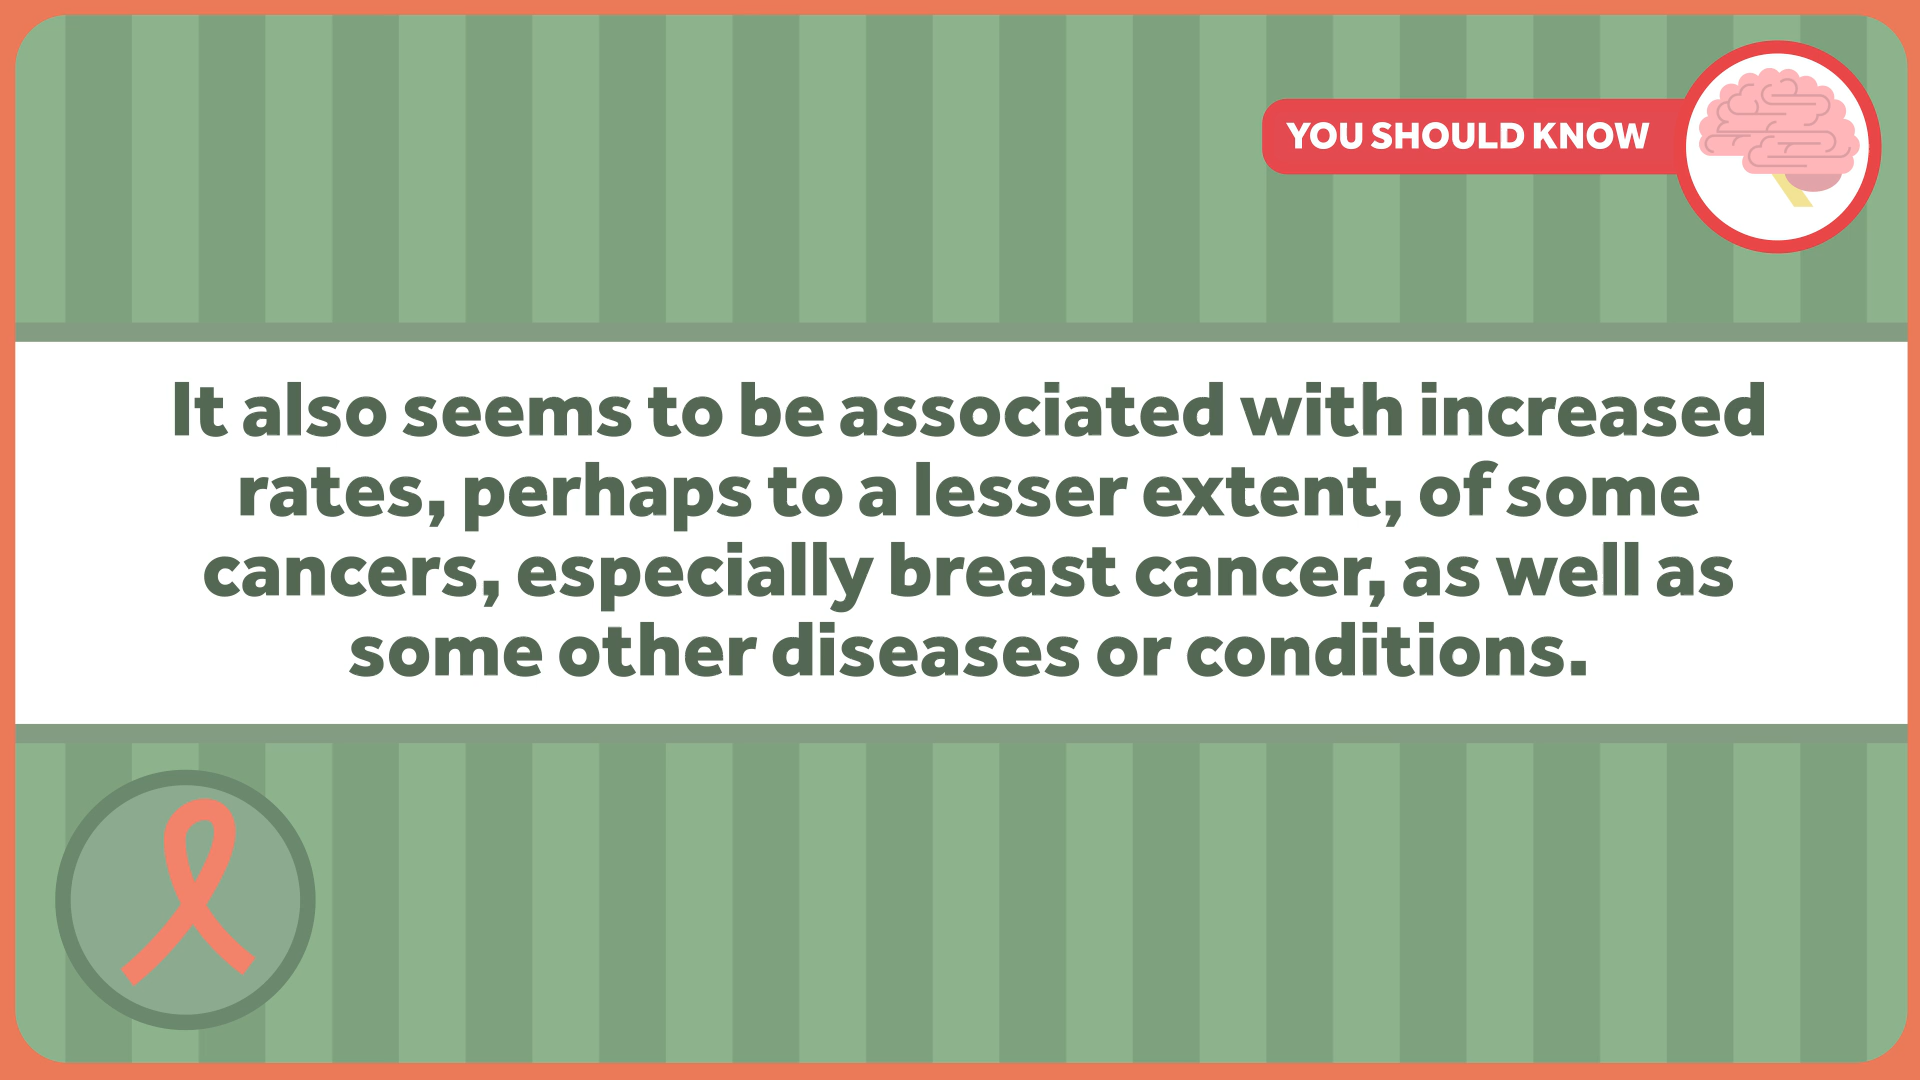 YOU SHOULD KNOW
It also seems to be associated with increased
rates, perhaps to a lesser extent, of some
cancers, especially breast cancer, as well as
some other diseases or conditions.